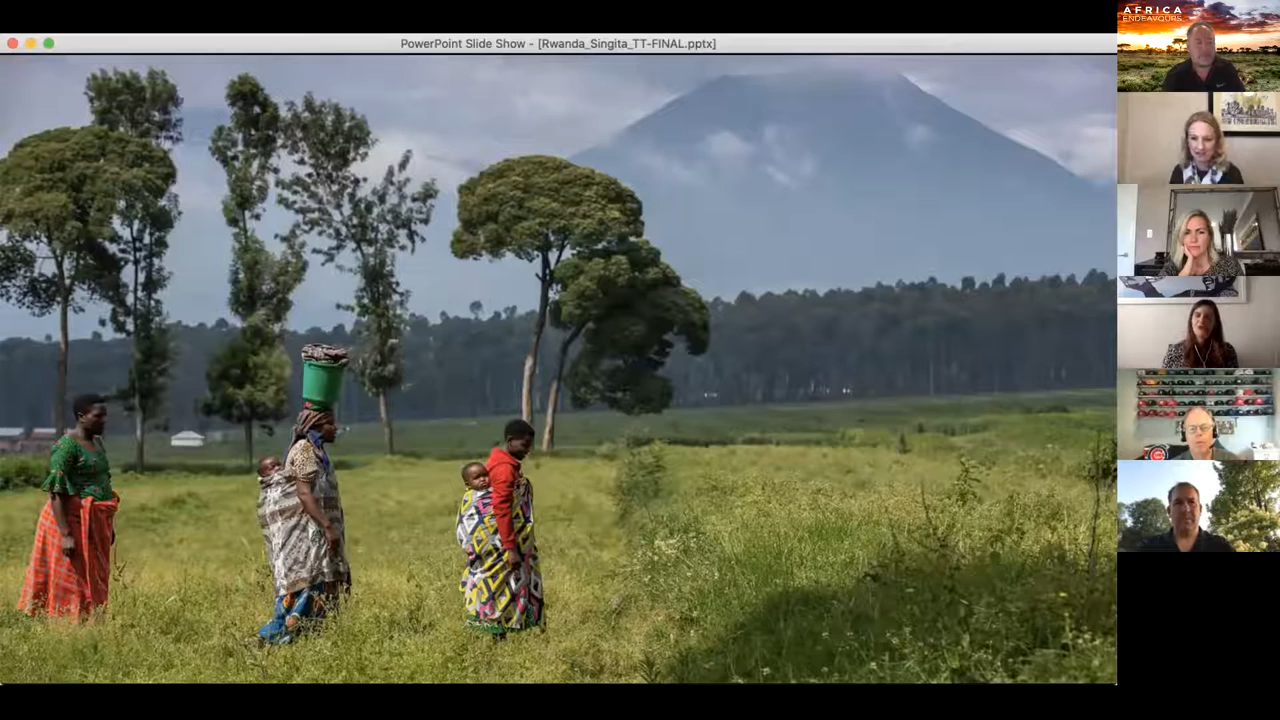 PowerPoint Slide Show - [Rwanda_Singita_TT-FINAL.pptx]
AFRICA
ENDEAVOURS